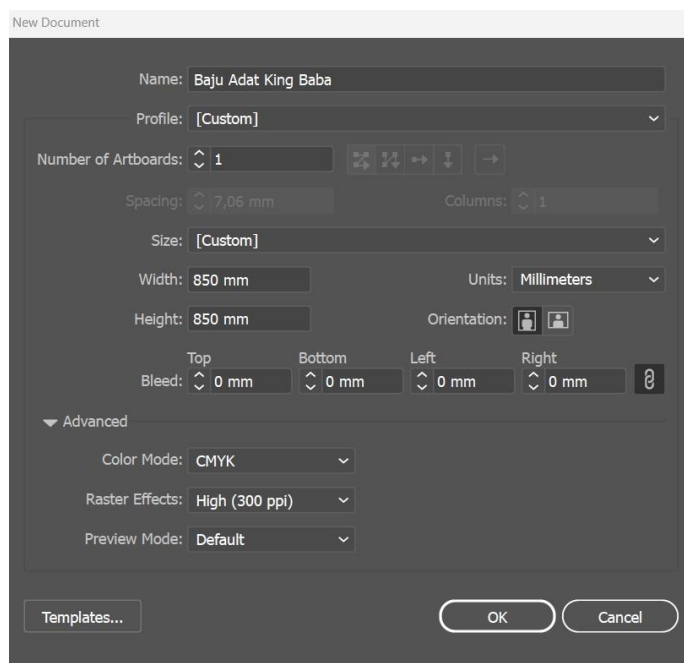 New Document
Name: Baju Adat King Baba
Profile: [Custom]
Number of Artboards: 1
Spacing: 7,06 mm Columns: 1
Size: [Custom]
Width: 850 mm Units: Millimeters
Height: 850 mm Orientation:
Top Bottom Left Right
Bleed: 0 mm 0 mm 0 mm 0 mm
Advanced
Color Mode: CMYK
Raster Effects: High (300 ppi)
Preview Mode: Default
Templates... OK Cancel